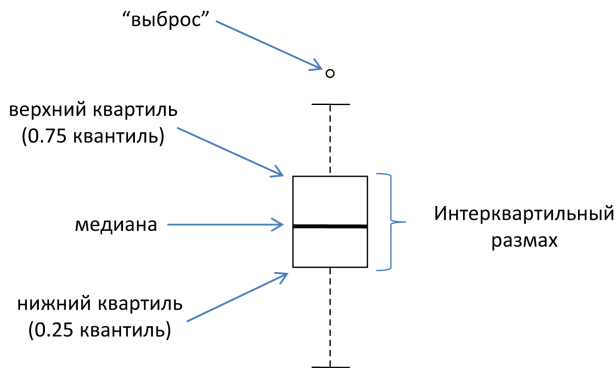 “выброс”
верхний квартиль
(0.75 квантиль)
медиана
Интерквартильный
размах
нижний квартиль
(0.25 квантиль)